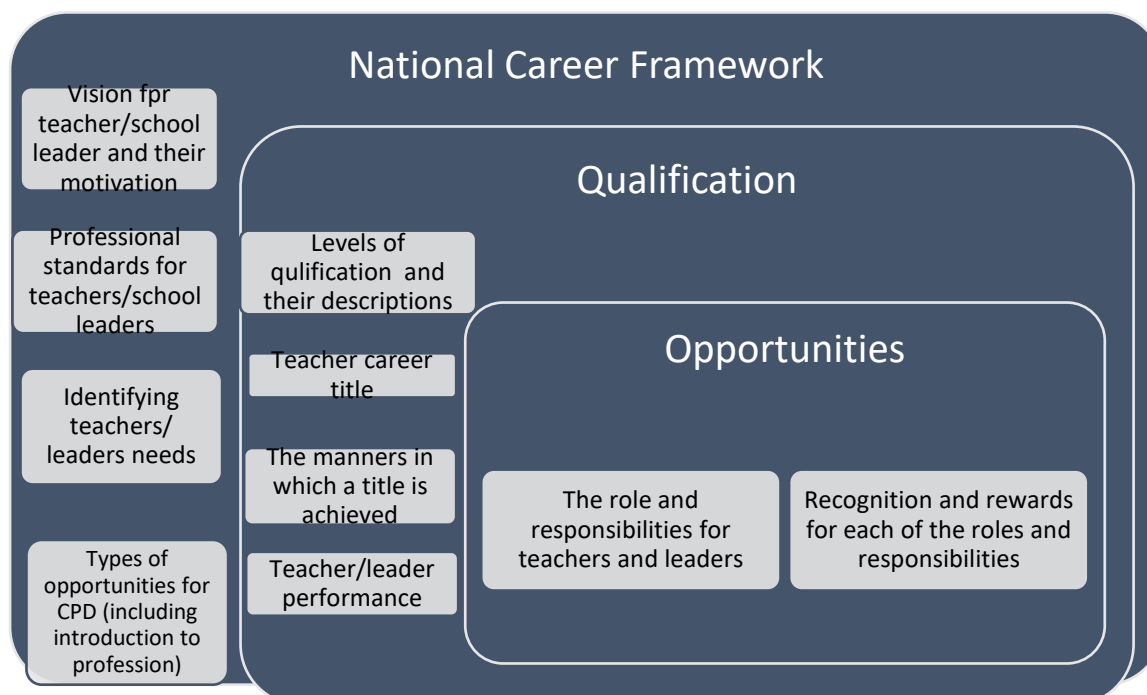 National Career Framework
Vision fpr
teacher/school
leader and their
motivation
Professional
standards for
teachers/school
leaders
Identifying
teachers/
leaders needs
Types of
opportunities for
CPD (including
introduction to
profession)
Qualification
Levels of
qulification and
their descriptions
Teacher career
title
The manners in
which a title is
achieved
Teacher/leader
performance
Opportunities
The role and
responsibilities for
teachers and leaders
Recognition and rewards
for each of the roles and
responsibilities